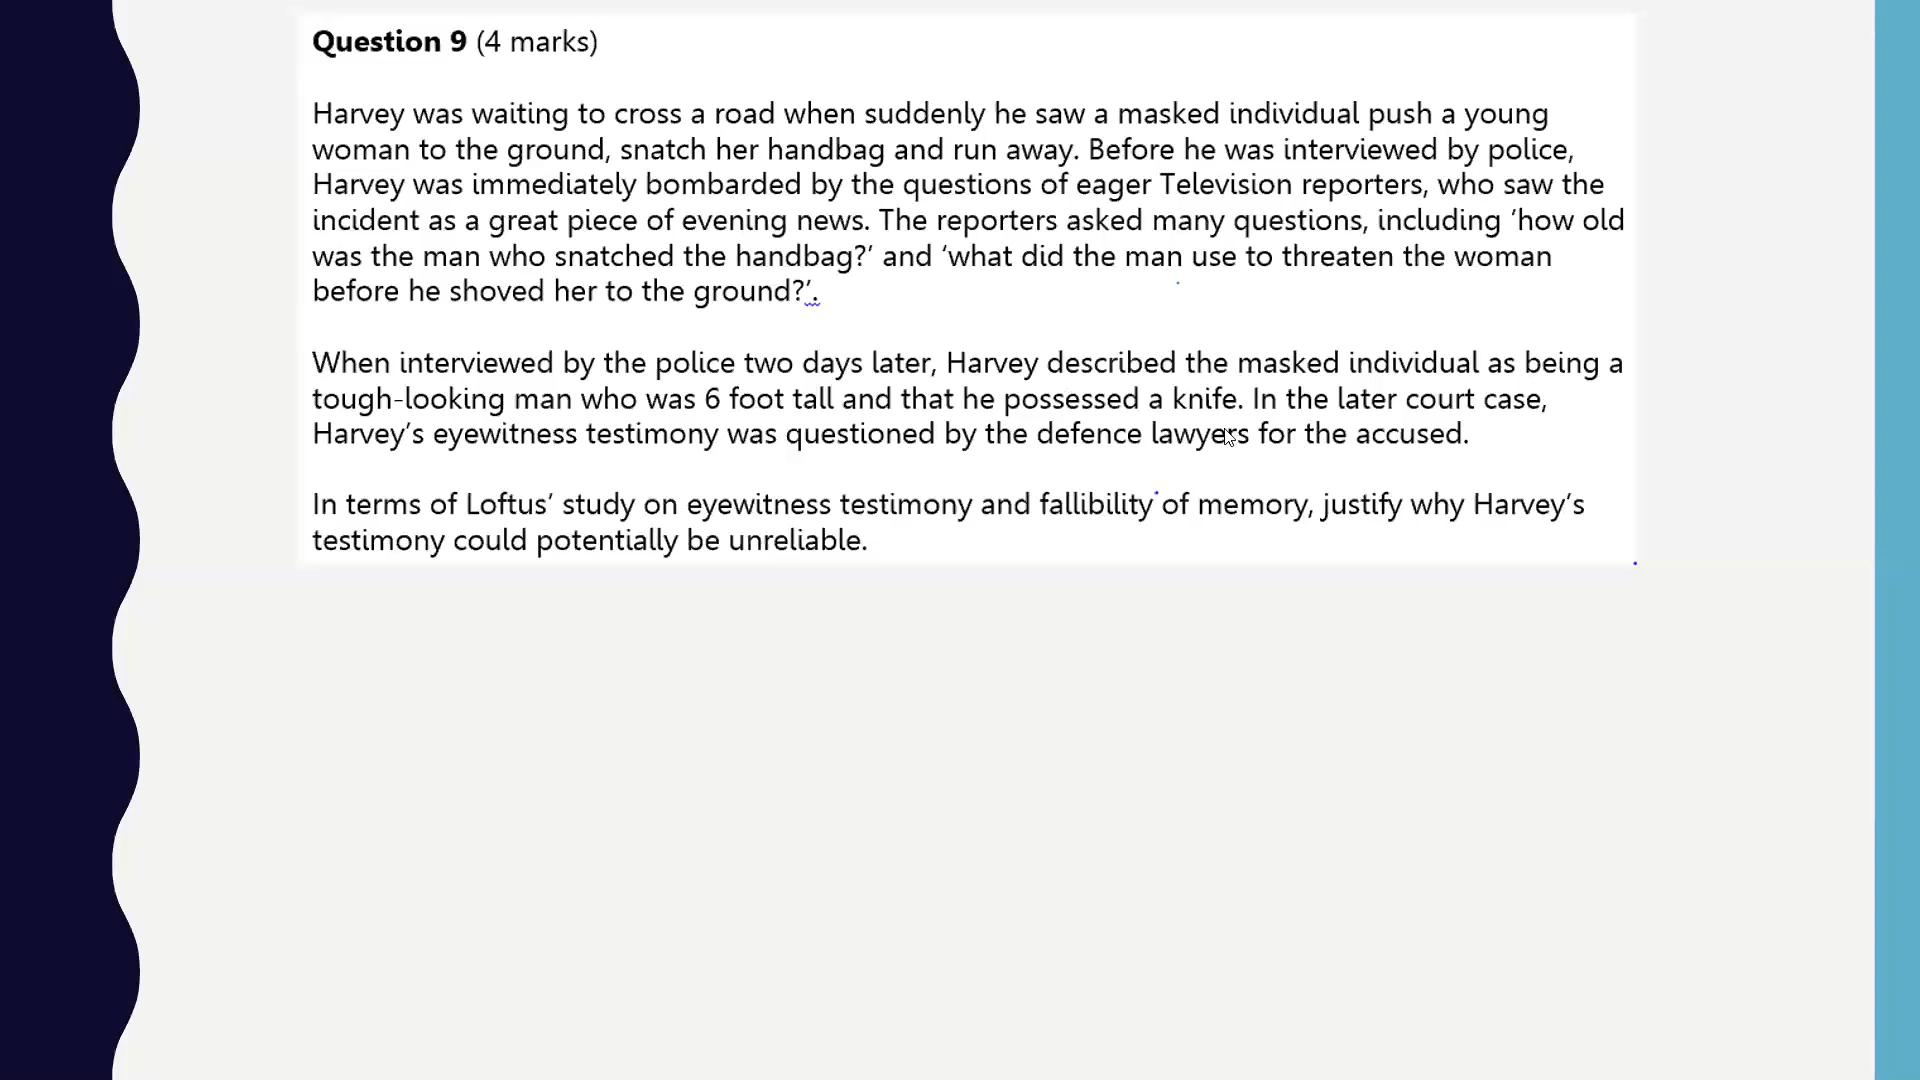 Question 9 (4 marks)
Harvey was waiting to cross a road when suddenly he saw a masked individual push a young
woman to the ground, snatch her handbag and run away. Before he was interviewed by police,
Harvey was immediately bombarded by the questions of eager Television reporters, who saw the
incident as a great piece of evening news. The reporters asked many questions, including ‘how old
was the man who snatched the handbag?’ and ‘what did the man use to threaten the woman
before he shoved her to the ground?’.
When interviewed by the police two days later, Harvey described the masked individual as being a
tough-looking man who was 6 foot tall and that he possessed a knife. In the later court case,
Harvey’s eyewitness testimony was questioned by the defence lawyers for the accused.
In terms of Loftus’ study on eyewitness testimony and fallibility of memory, justify why Harvey’s
testimony could potentially be unreliable.